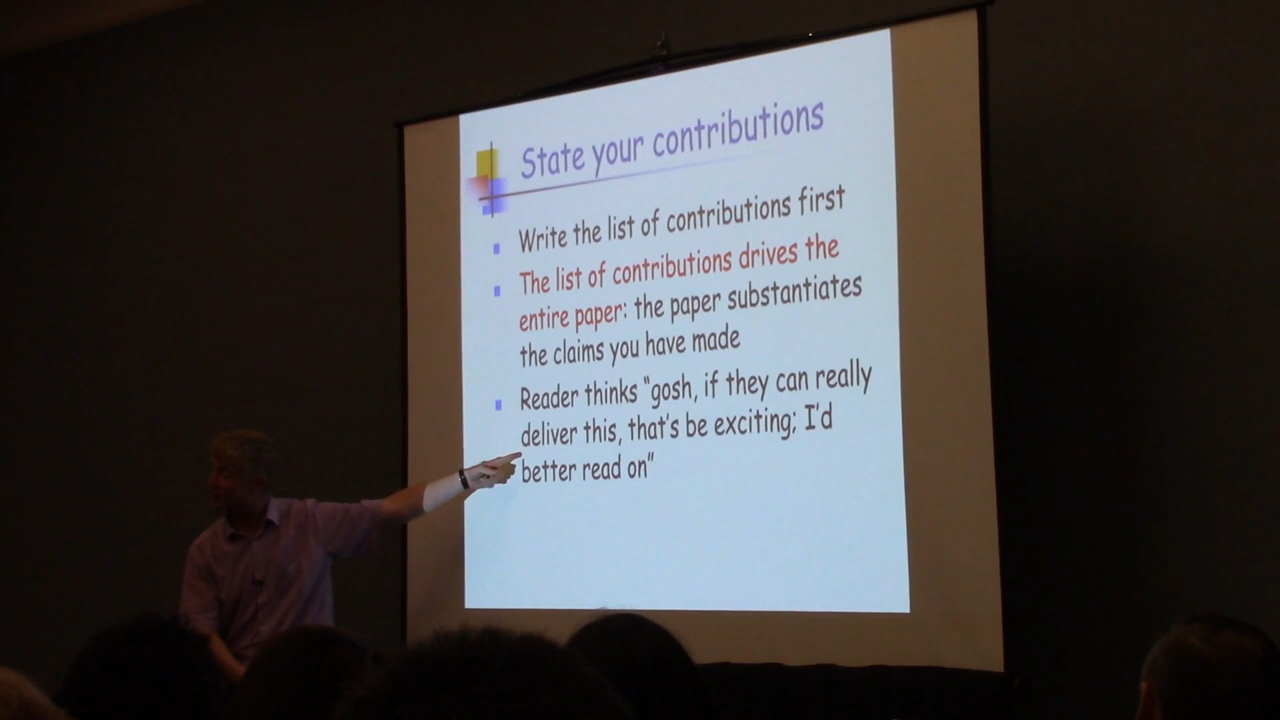 State your contributions
Write the list of contributions first
The list of contributions drives the
entire paper: the paper substantiates
the claims you have made
Reader thinks “gosh, if they can really
deliver this, that's be exciting; I'd
better read on”